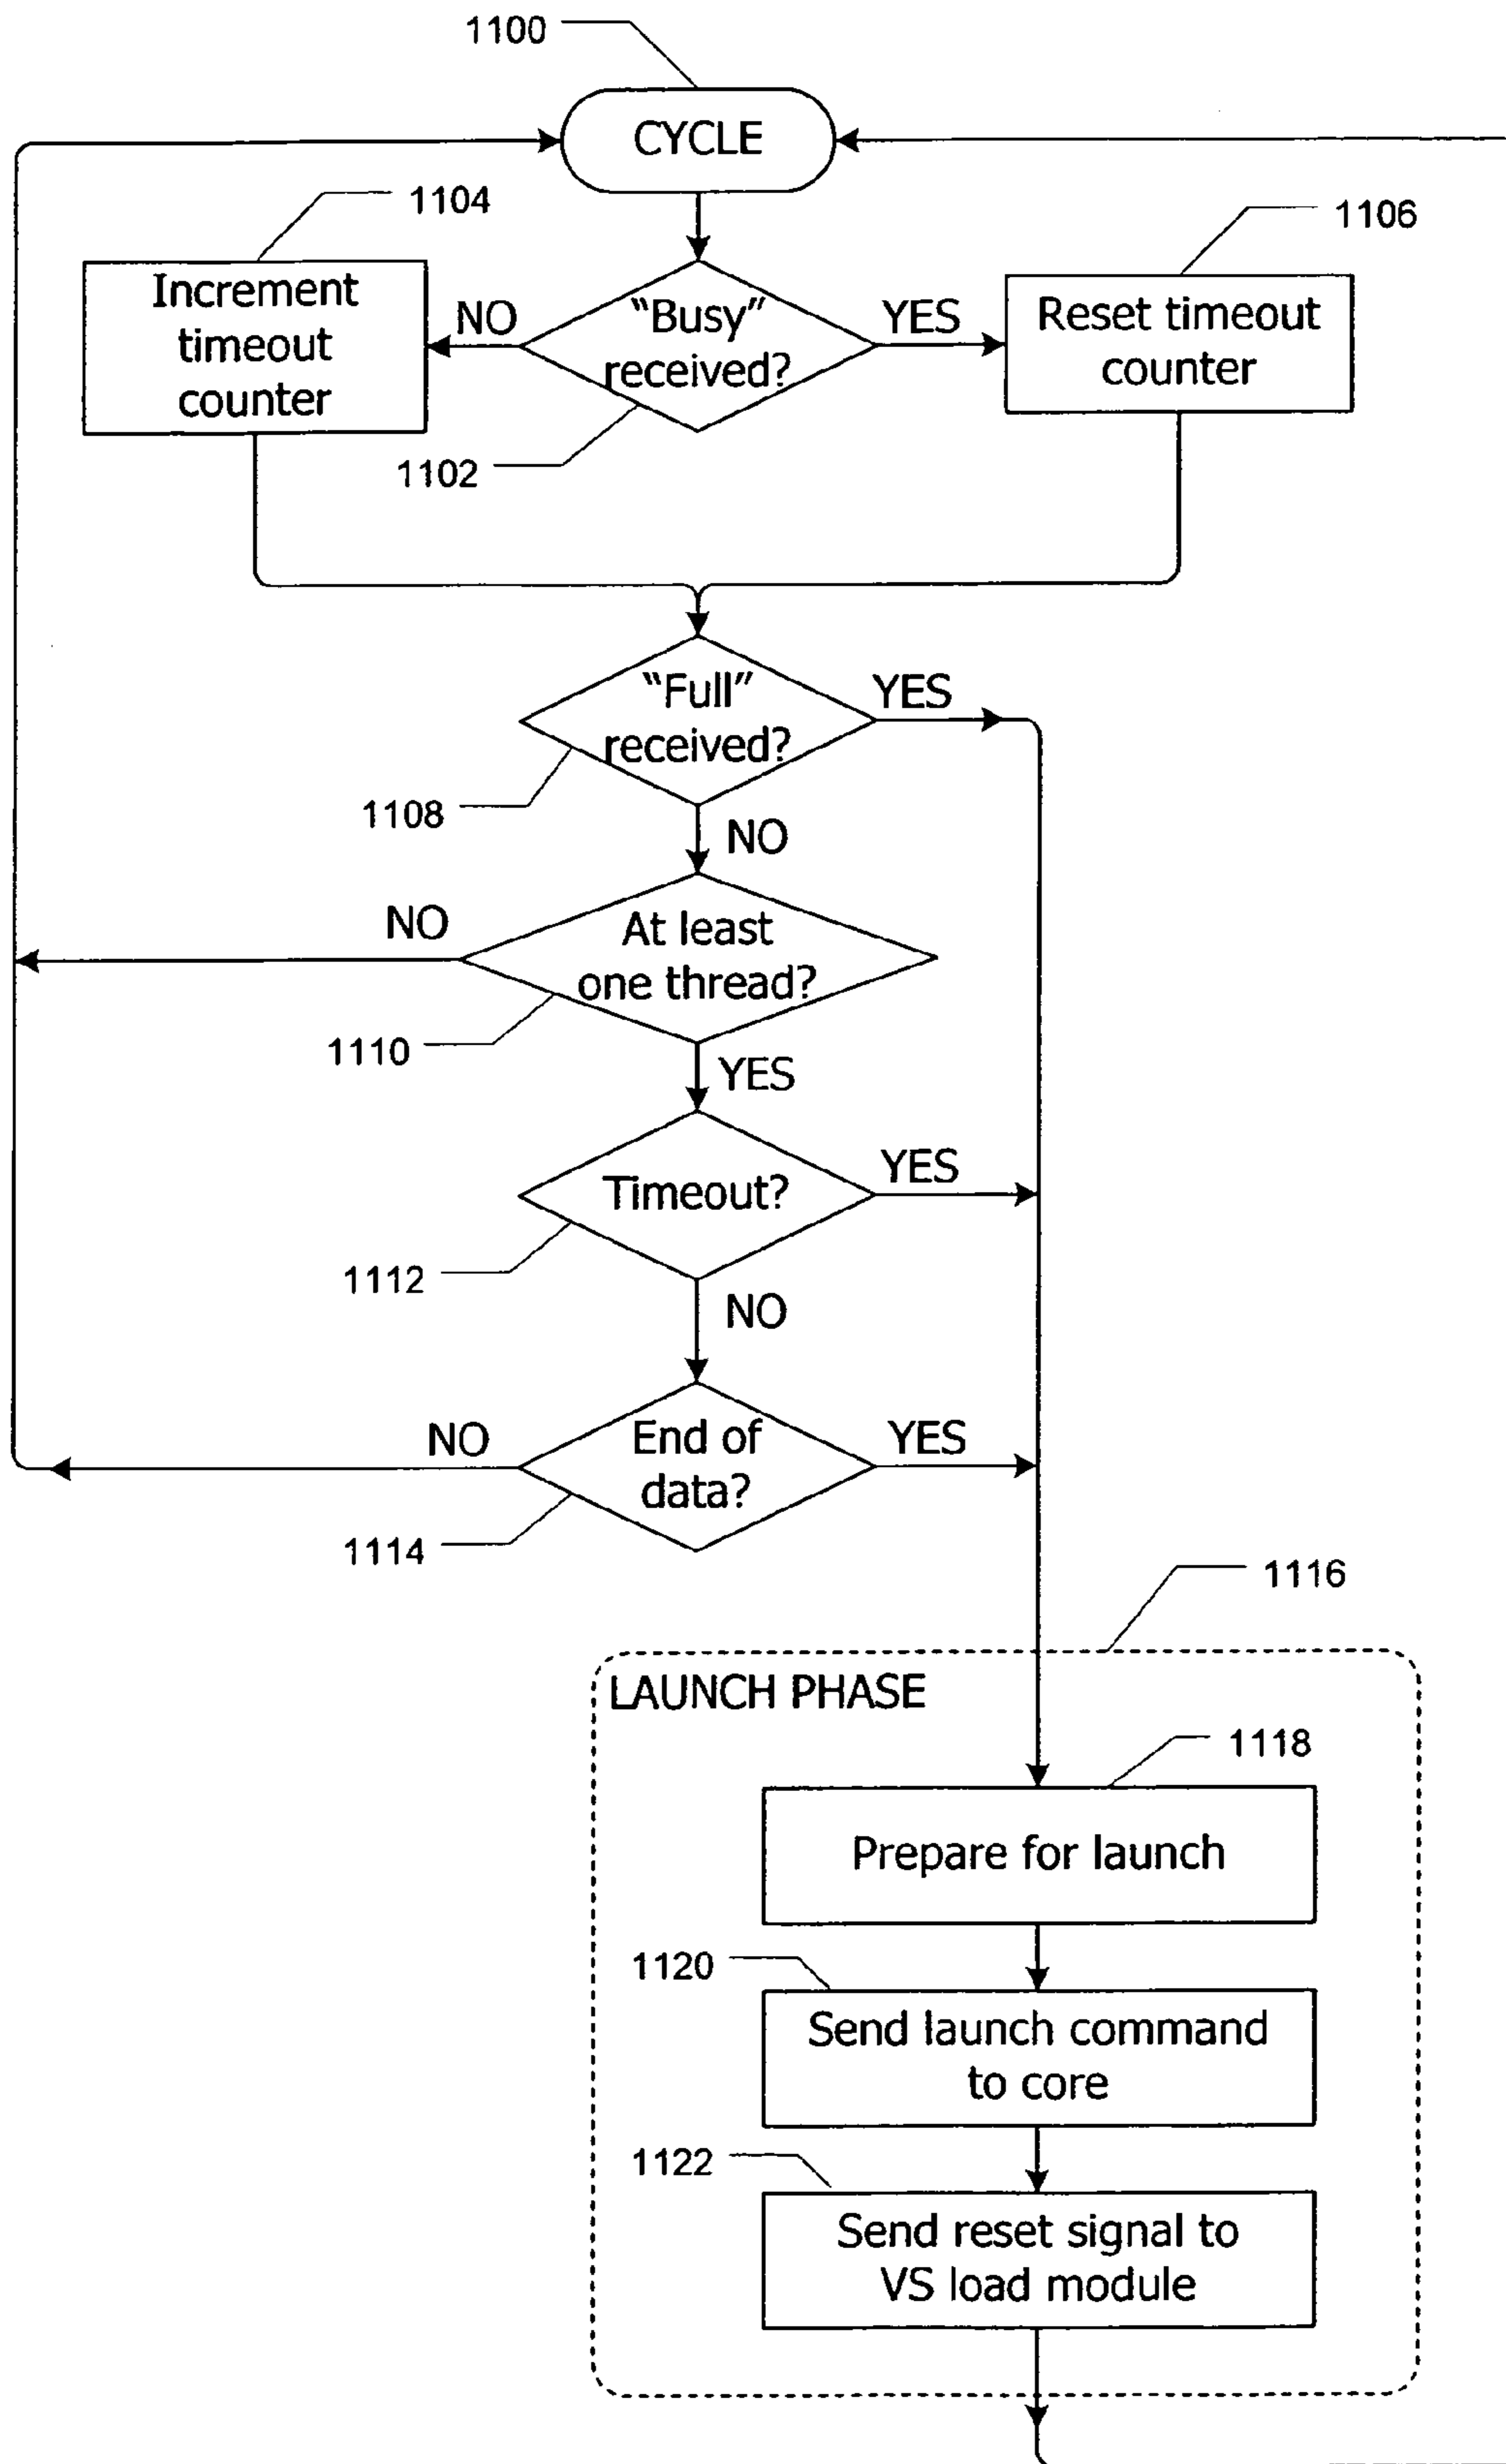 1100
CYCLE
1104
1106
Increment
timeout
counter
NO
“Busy”
received?
YES
Reset timeout
counter
1102
“Full”
received?
YES
1108
NO
NO
At least
one thread?
1110
YES
Timeout?
YES
1112
NO
NO
End of
data?
YES
1114
1116
LAUNCH PHASE
1118
Prepare for launch
1120
Send launch command
to core
1122
Send reset signal to
VS load module